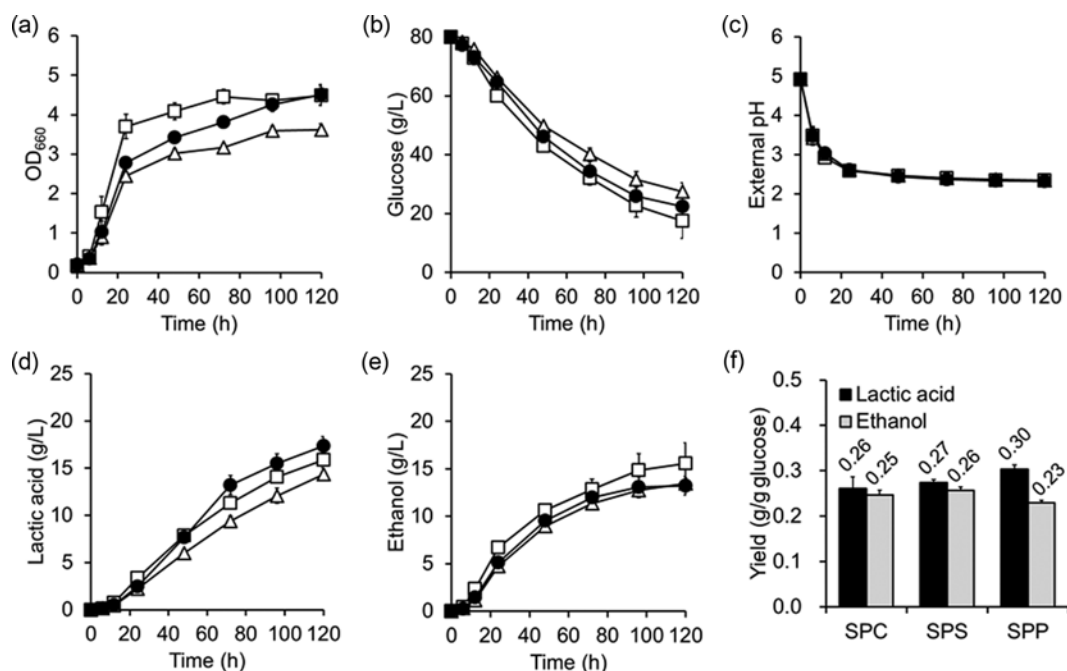 (a)
OD660
6
5
4
3
2
1
0
0 20 40 60 80 100 120
Time (h)
(b)
Glucose (g/L)
80
60
40
20
0
0 20 40 60 80 100 120
Time (h)
(c)
External pH
6
5
4
3
2
1
0
0 20 40 60 80 100 120
Time (h)
(d)
Lactic acid (g/L)
25
20
15
10
5
0
0 20 40 60 80 100 120
Time (h)
(e)
Ethanol (g/L)
25
20
15
10
5
0
0 20 40 60 80 100 120
Time (h)
(f)
Yield (g/g glucose)
0.5
0.4
0.3
0.2
0.1
0.0
Lactic acid
Ethanol
0.26 0.25 0.27 0.26 0.30 0.23
SPC SPS SPP